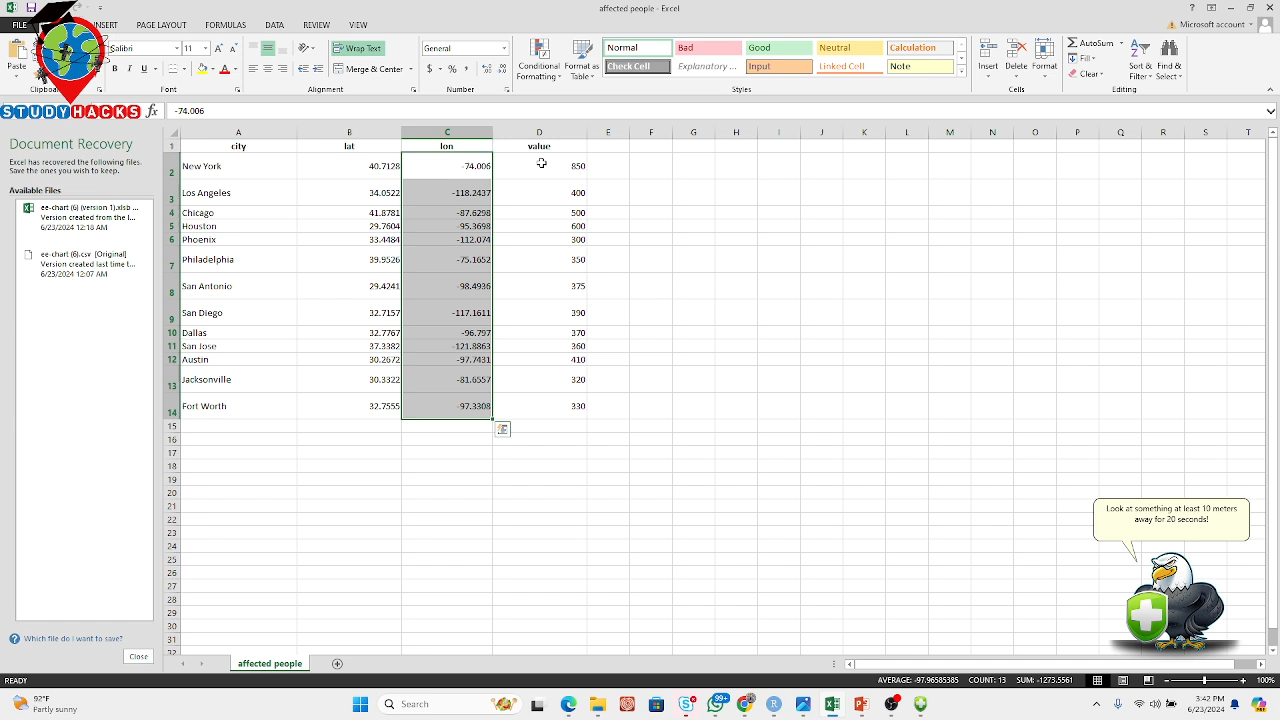 affected people - Excel
FILE INSERT PAGE LAYOUT FORMULAS DATA REVIEW VIEW Microsoft account
Calibri 11 Wrap Text General Normal Bad Good Neutral Calculation AutoSum
Paste B I U Merge & Center $ % , Conditional Formatting Format as Table Check Cell Explanatory ... Input Linked Cell Note Insert Delete Format Fill Clear Sort & Filter Find & Select
Clipboard Font Alignment Number Styles Cells Editing
STUDYHACKS fx -74.006
Document Recovery
Excel has recovered the following files.
Save the ones you wish to keep.
Available Files
ee-chart (6) (version 1).xlsb ...
Version created from the l...
6/23/2024 12:18 AM
ee-chart (6).csv [Original]
Version created last time t...
6/23/2024 12:07 AM
Which file do I want to save?
Close
A B C D E F G H I J K L M N O P Q R S T
1 city lat lon value
2 New York 40.7128 -74.006 850
3 Los Angeles 34.0522 -118.2437 400
4 Chicago 41.8781 -87.6298 500
5 Houston 29.7604 -95.3698 600
6 Phoenix 33.4484 -112.074 300
7 Philadelphia 39.9526 -75.1652 350
8 San Antonio 29.4241 -98.4936 375
9 San Diego 32.7157 -117.1611 390
10 Dallas 32.7767 -96.797 370
11 San Jose 37.3382 -121.8863 360
12 Austin 30.2672 -97.7431 410
13 Jacksonville 30.3322 -81.6557 320
14 Fort Worth 32.7555 -97.3308 330
15
16
17
18
19
20
21
22
23
24
25
26
27
28
29
30
31
32
Look at something at least 10 meters
away for 20 seconds!
affected people
READY AVERAGE: -97.96585385 COUNT: 13 SUM: -1273.5561 100%
92°F
Partly sunny
Search
99+
3:42 PM
6/23/2024